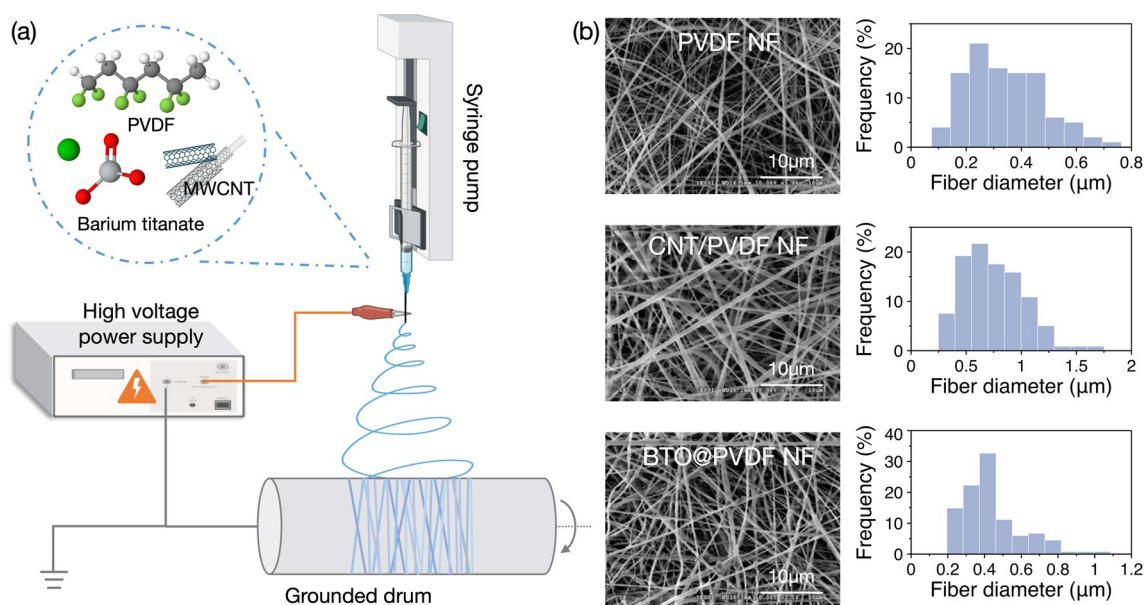 (a)
PVDF
MWCNT
Barium titanate
Syringe pump
High voltage
power supply
Grounded drum
(b)
PVDF NF
10μm
Frequency (%)
20
10
0
0
0.2
0.4
0.6
0.8
Fiber diameter (μm)
CNT/PVDF NF
10μm
Frequency (%)
20
10
0
0
0.5
1
1.5
2
Fiber diameter (μm)
BTO@PVDF NF
10μm
Frequency (%)
40
30
20
10
0
0
0.2
0.4
0.6
0.8
1
1.2
Fiber diameter (μm)